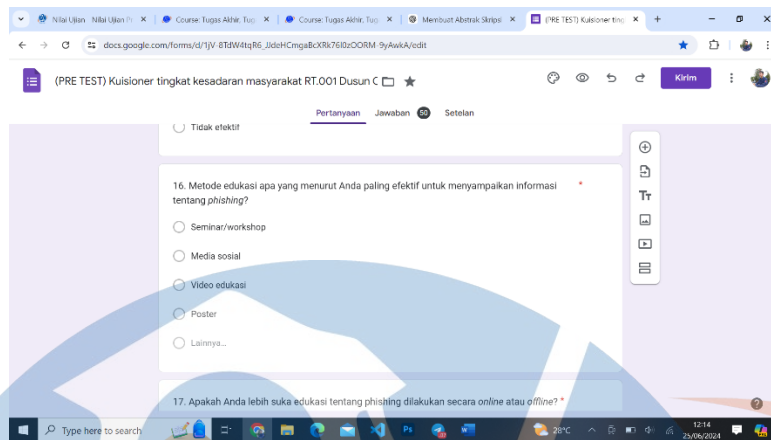 Nilai Ujian Nilai Ujian Pr
Course: Tugas Akhir, Tug
Course: Tugas Akhir, Tug
Membuat Abstrak Skripsi
(PRE TEST) Kuisioner ting
docs.google.com/forms/d/
/edit
(PRE TEST) Kuisioner tingkat kesadaran masyarakat RT.001 Dusun C
Kirim
Pertanyaan Jawaban 50 Setelan
Tidak efektif
16. Metode edukasi apa yang menurut Anda paling efektif untuk menyampaikan informasi *
tentang phishing?
Seminar/workshop
Media sosial
Video edukasi
Poster
Lainnya...
17. Apakah Anda lebih suka edukasi tentang phishing dilakukan secara online atau offline? *
Type here to search
Ps
28°C
12:14
25/06/2024